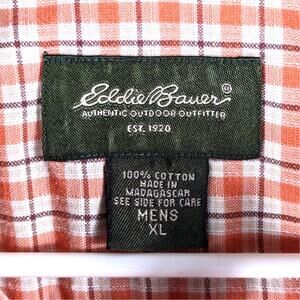 Eddie Bauer®
AUTHENTIC OUTDOOR OUTFITTER
EST. 1920
100% COTTON
MADE IN
MADAGASCAR
SEE SIDE FOR CARE
MENS
XL